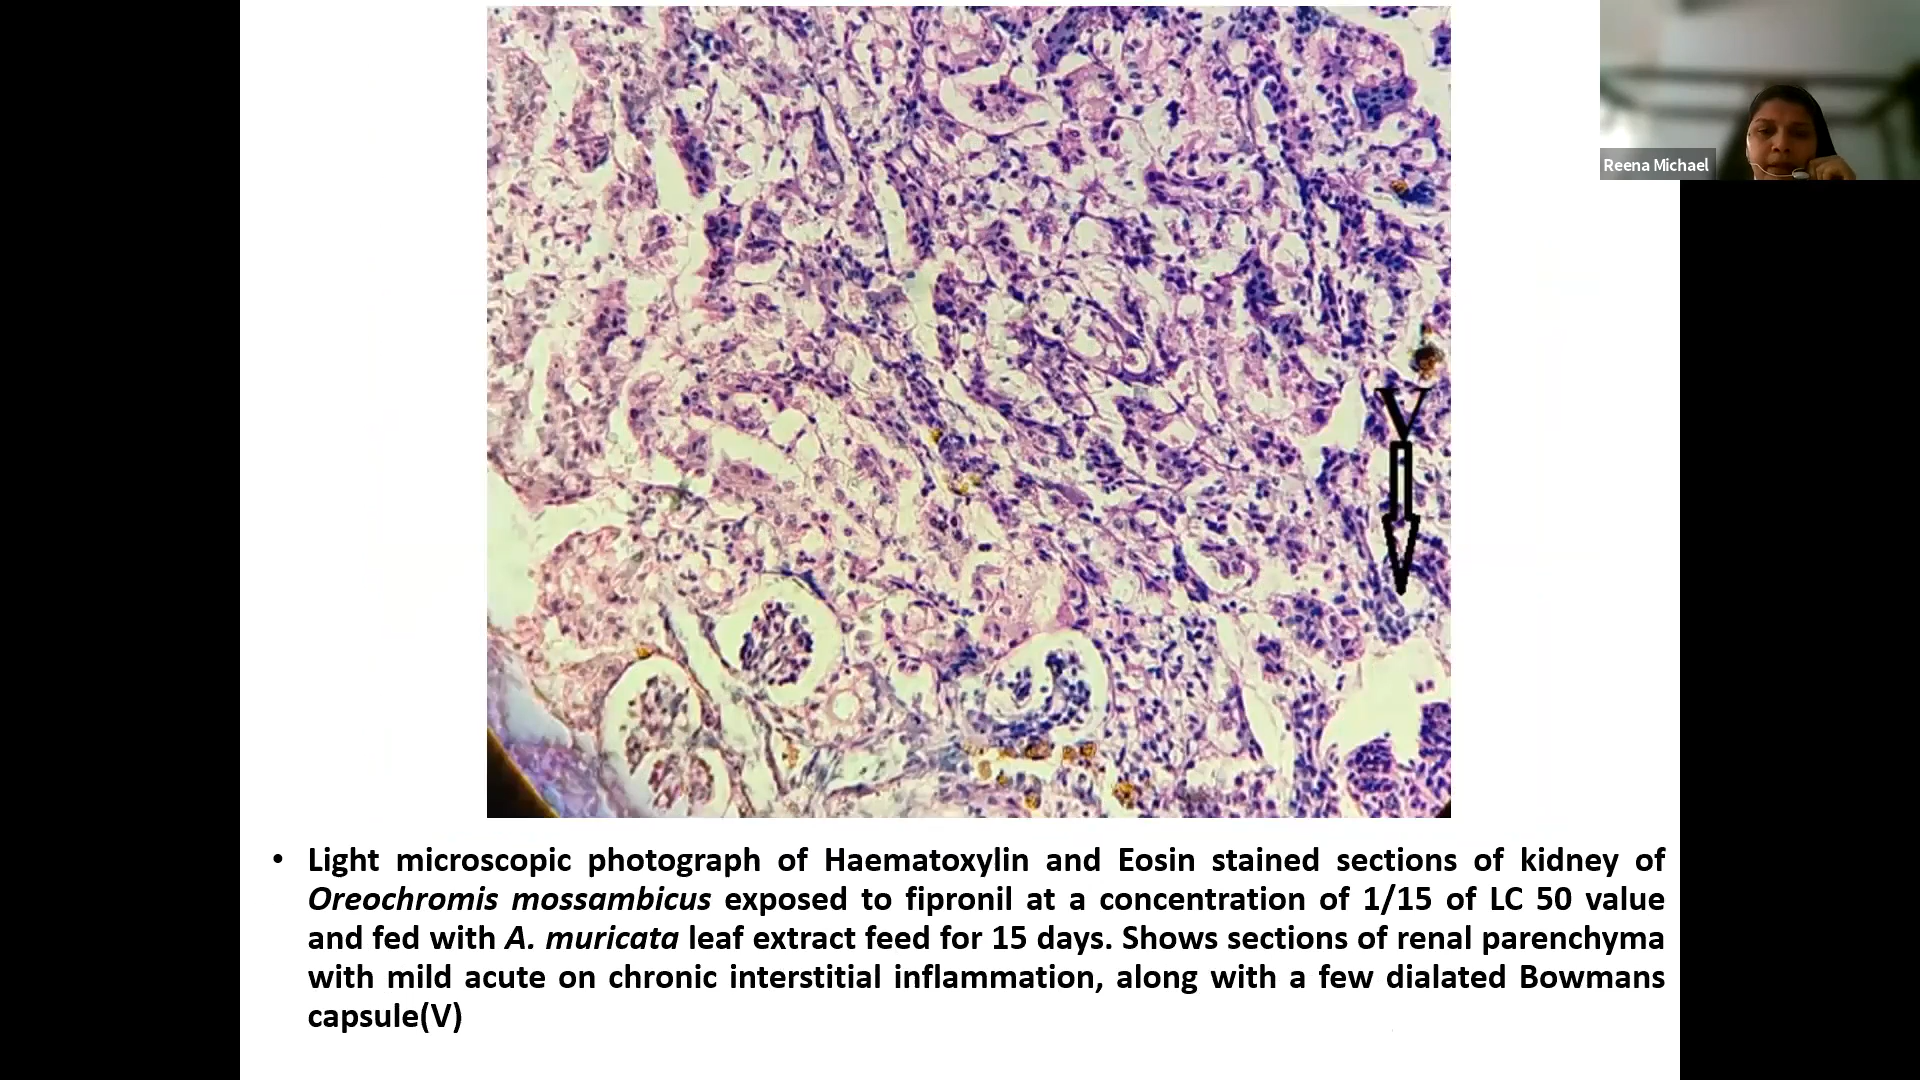 Reena Michael
V
• Light microscopic photograph of Haematoxylin and Eosin stained sections of kidney of
Oreochromis mossambicus exposed to fipronil at a concentration of 1/15 of LC 50 value
and fed with A. muricata leaf extract feed for 15 days. Shows sections of renal parenchyma
with mild acute on chronic interstitial inflammation, along with a few dialated Bowmans
capsule(V)